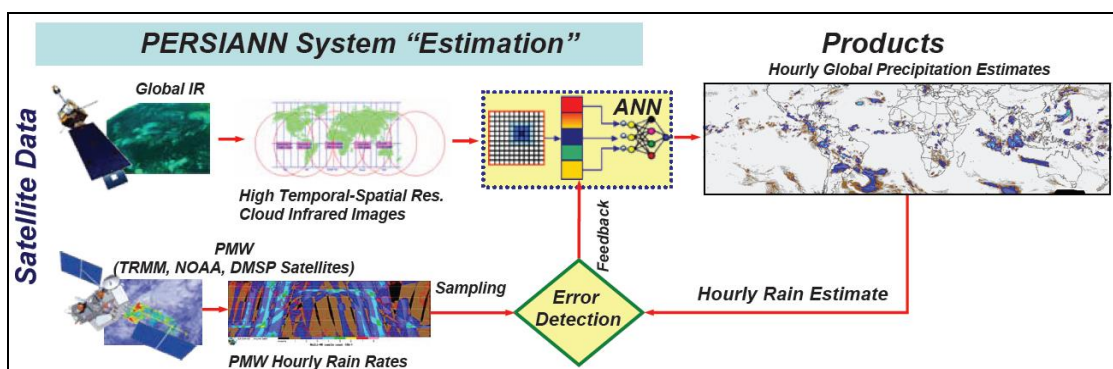 PERSIANN System “Estimation”
Products
Hourly Global Precipitation Estimates
Satellite Data
Global IR
ANN
High Temporal-Spatial Res.
Cloud Infrared Images
Feedback
PMW
(TRMM, NOAA, DMSP Satellites)
Sampling
Error
Detection
Hourly Rain Estimate
PMW Hourly Rain Rates